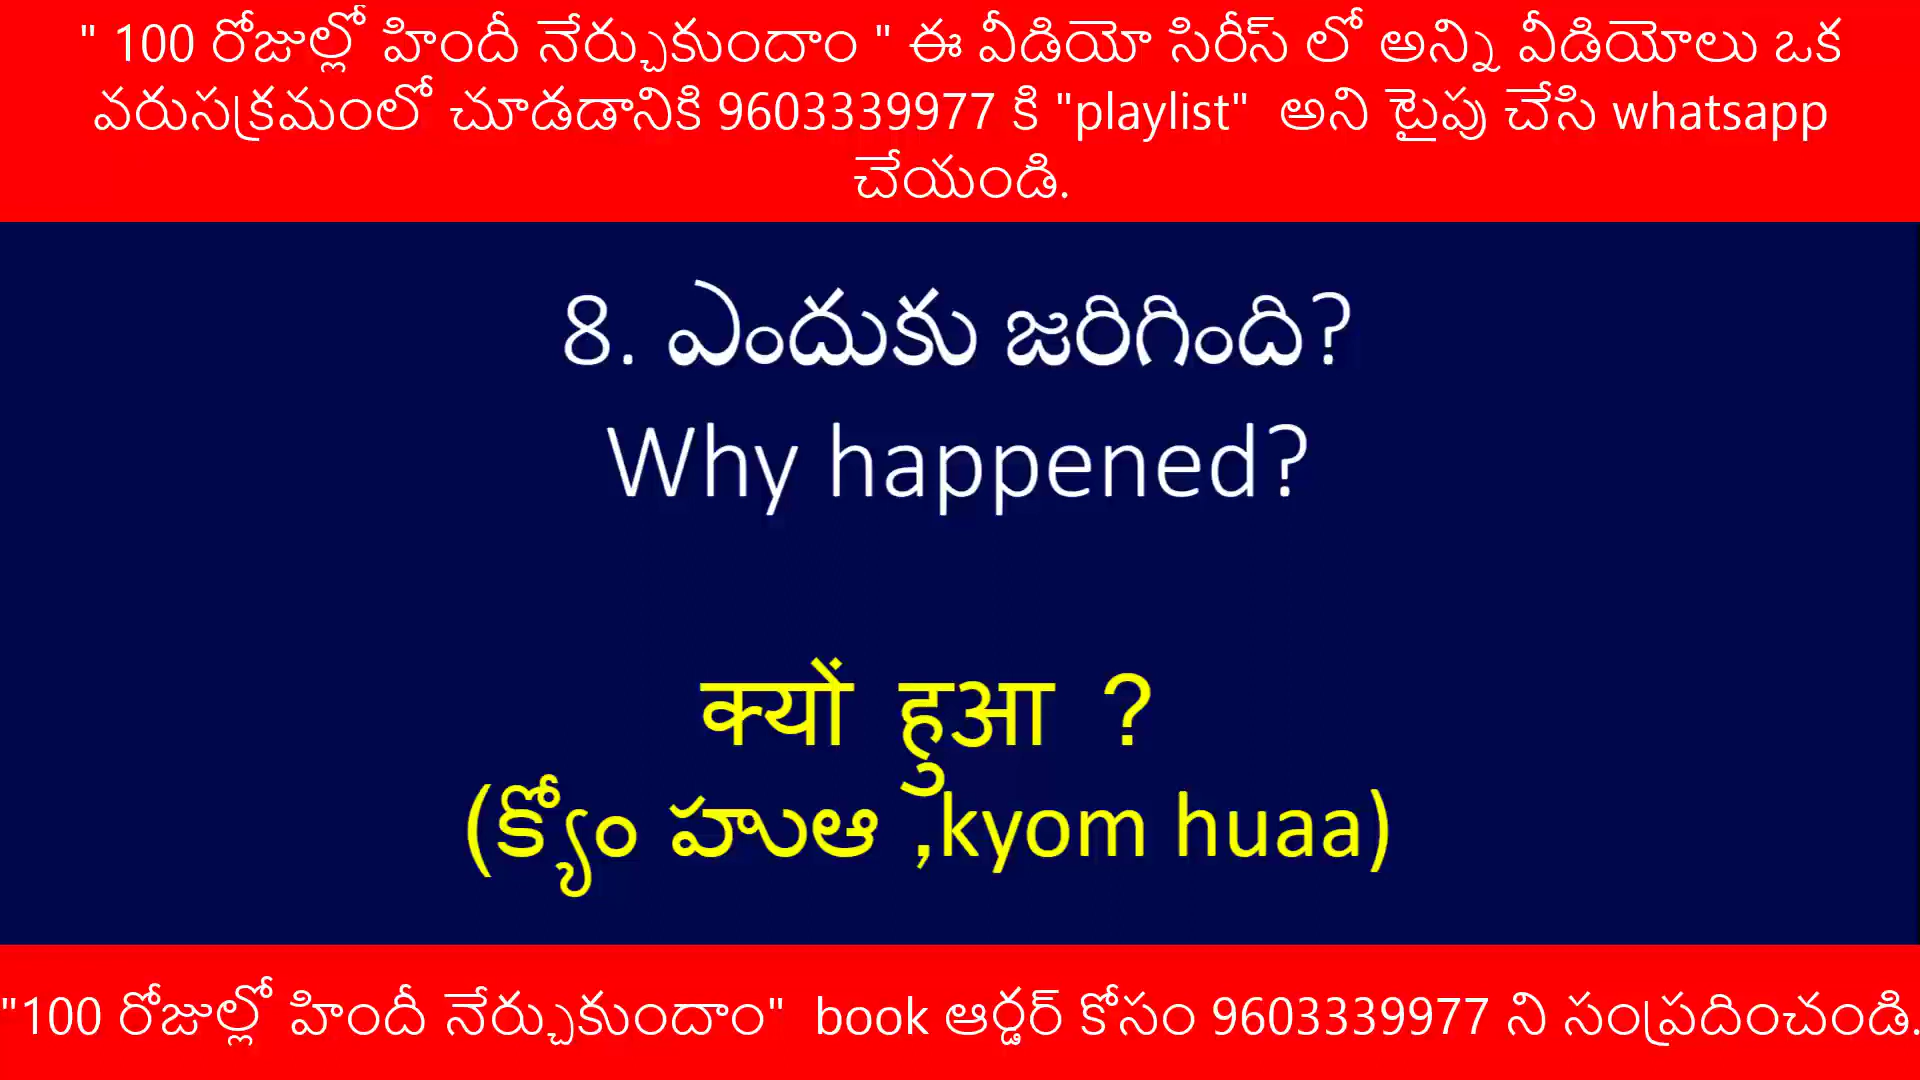 " 100 రోజుల్లో హిందీ నేర్చుకుందాం " ఈ వీడియో సిరీస్ లో అన్ని వీడియోలు ఒక
వరుసక్రమంలో చూడడానికి 9603339977 కి "playlist" అని టైపు చేసి whatsapp
చేయండి.
8. ఎందుకు జరిగింది?
Why happened?
क्यों हुआ ?
(క్యోం హుఆ ,kyom huaa)
"100 రోజుల్లో హిందీ నేర్చుకుందాం" book ఆర్డర్ కోసం 9603339977 ని సంప్రదించండి.